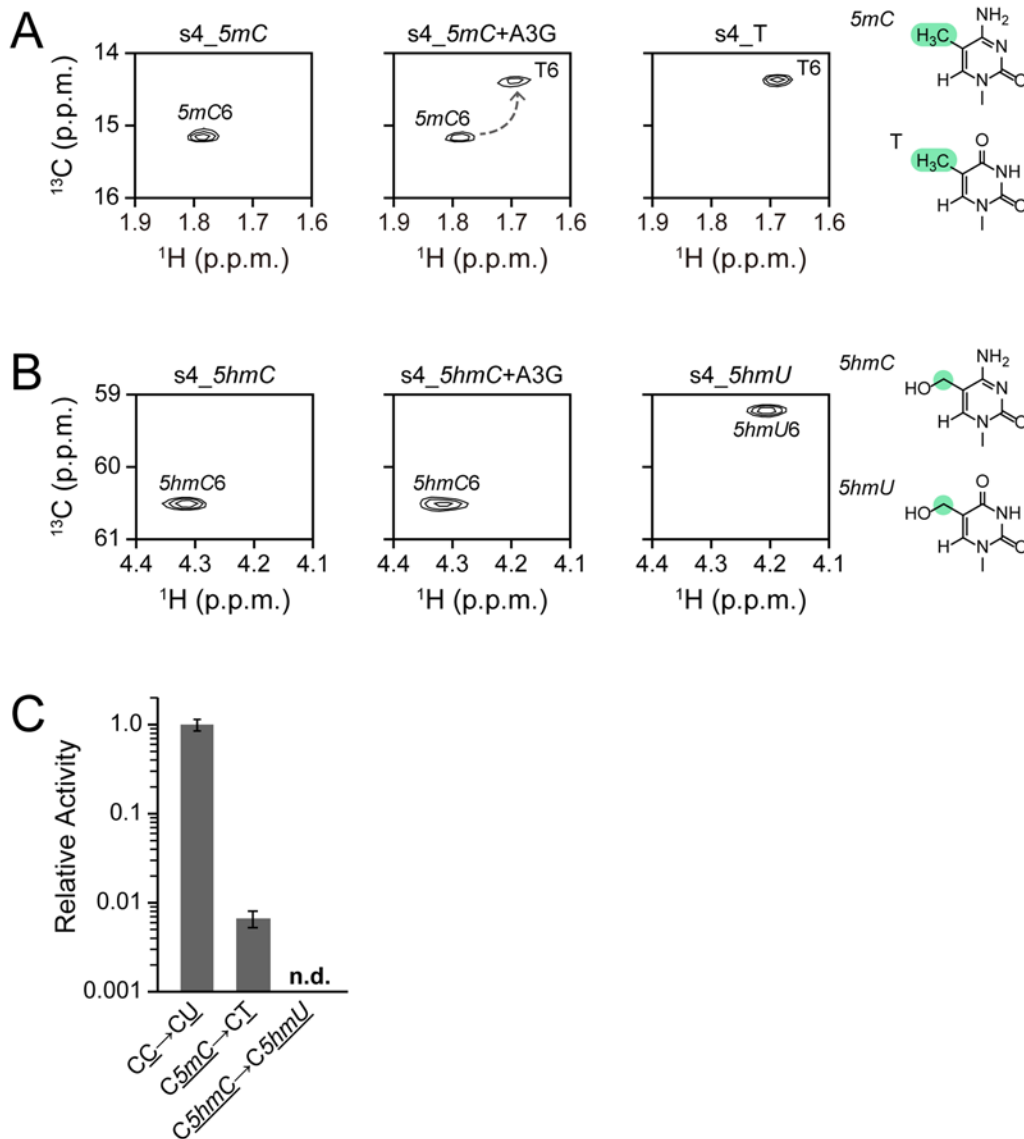 A
s4_5mC
s4_5mC+A3G
s4_T
5mC
NH₂
H₃C
N
H
N
O
T
O
H₃C
NH
H
N
O
¹³C (p.p.m.)
14
15
16
5mC6
T6
5mC6
T6
1.9 1.8 1.7 1.6
1.9 1.8 1.7 1.6
1.9 1.8 1.7 1.6
¹H (p.p.m.)
¹H (p.p.m.)
¹H (p.p.m.)
B
s4_5hmC
s4_5hmC+A3G
s4_5hmU
5hmC
NH₂
HO
N
H
N
O
5hmU
O
HO
NH
H
N
O
¹³C (p.p.m.)
59
60
61
5hmC6
5hmC6
5hmU6
4.4 4.3 4.2 4.1
4.4 4.3 4.2 4.1
4.4 4.3 4.2 4.1
¹H (p.p.m.)
¹H (p.p.m.)
¹H (p.p.m.)
C
Relative Activity
1.0
0.1
0.01
0.001
n.d.
CC→CU
C5mC→CT
C5hmC→C5hmU